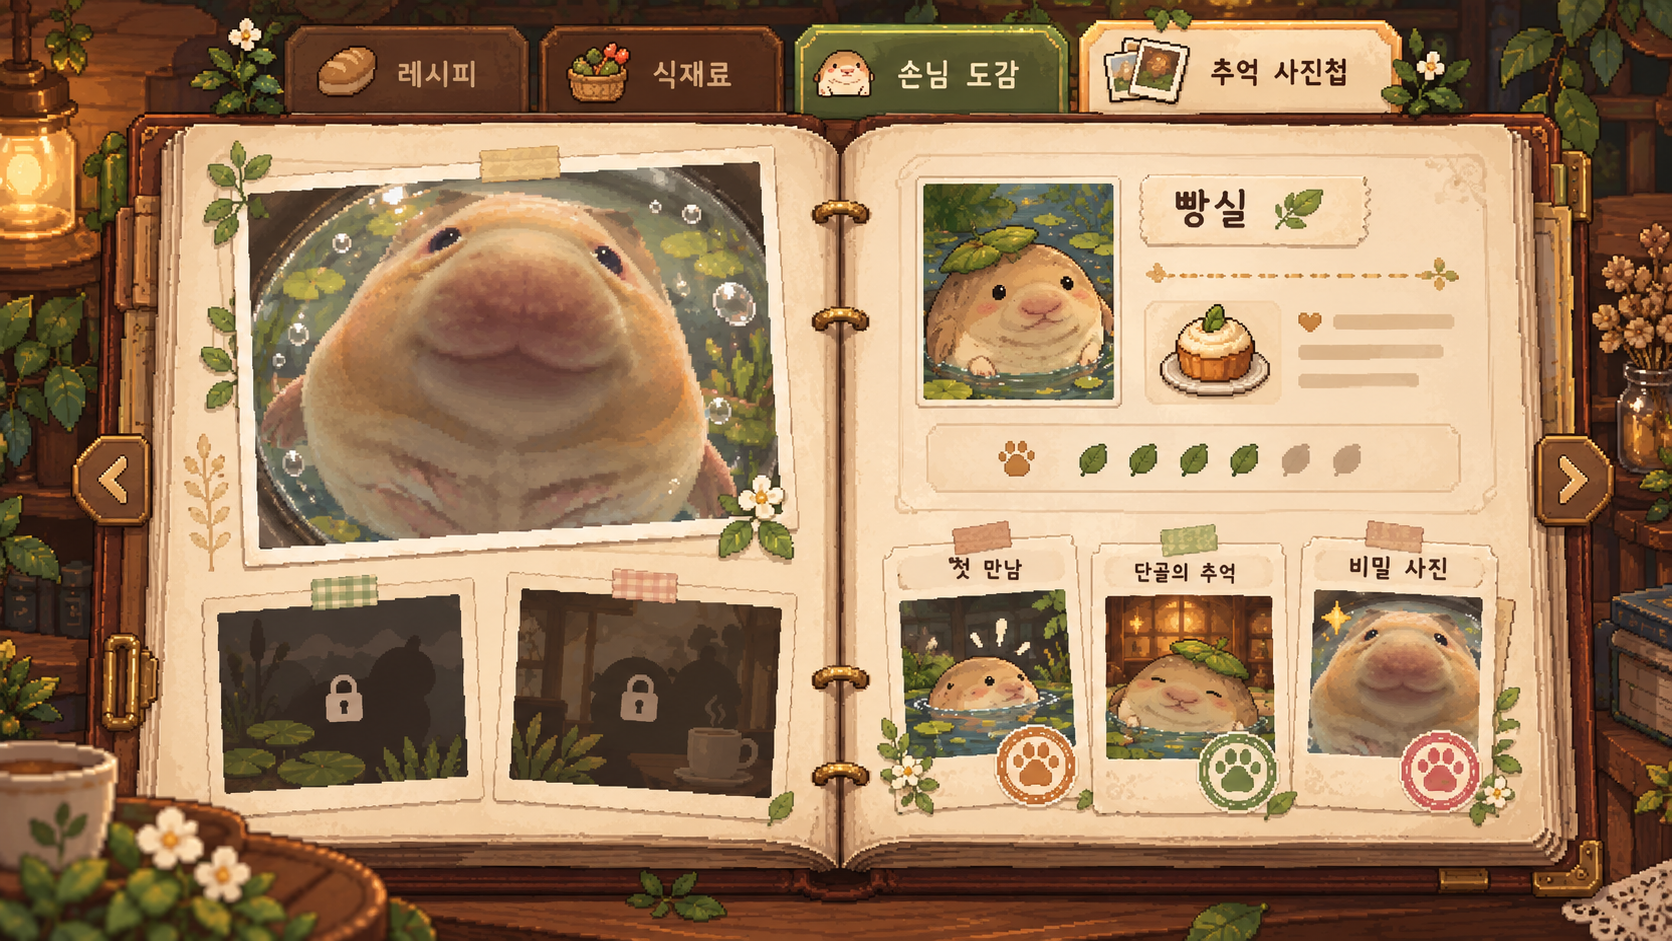 레시피
식재료
손님 도감
추억 사진첩
빵실
첫 만남
단골의 추억
비밀 사진